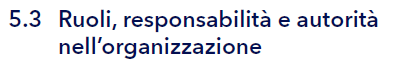 5.3 Ruoli, responsabilità e autorità
nell’organizzazione